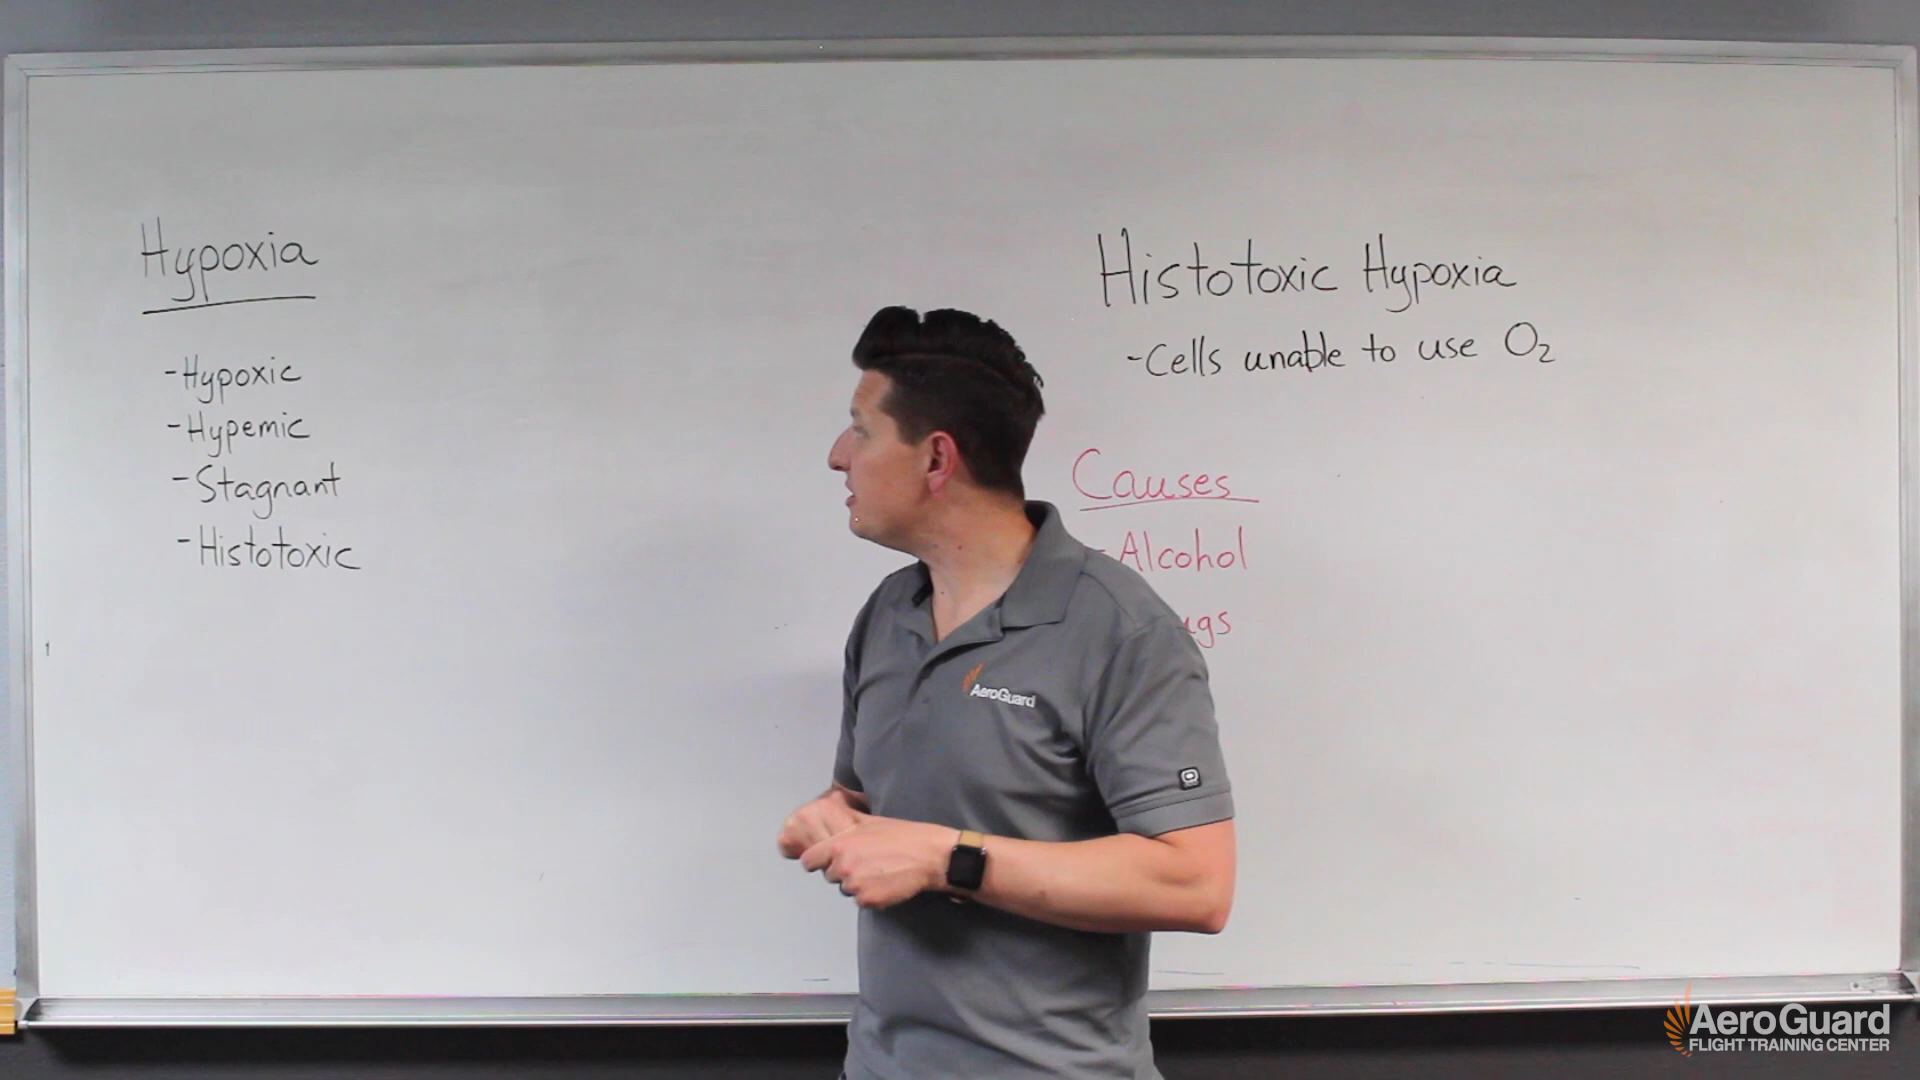 Hypoxia
-Hypoxic
-Hypemic
-Stagnant
-Histotoxic
Histotoxic Hypoxia
-Cells unable to use O₂
Causes
-Alcohol
AeroGuard
AeroGuard
FLIGHT TRAINING CENTER